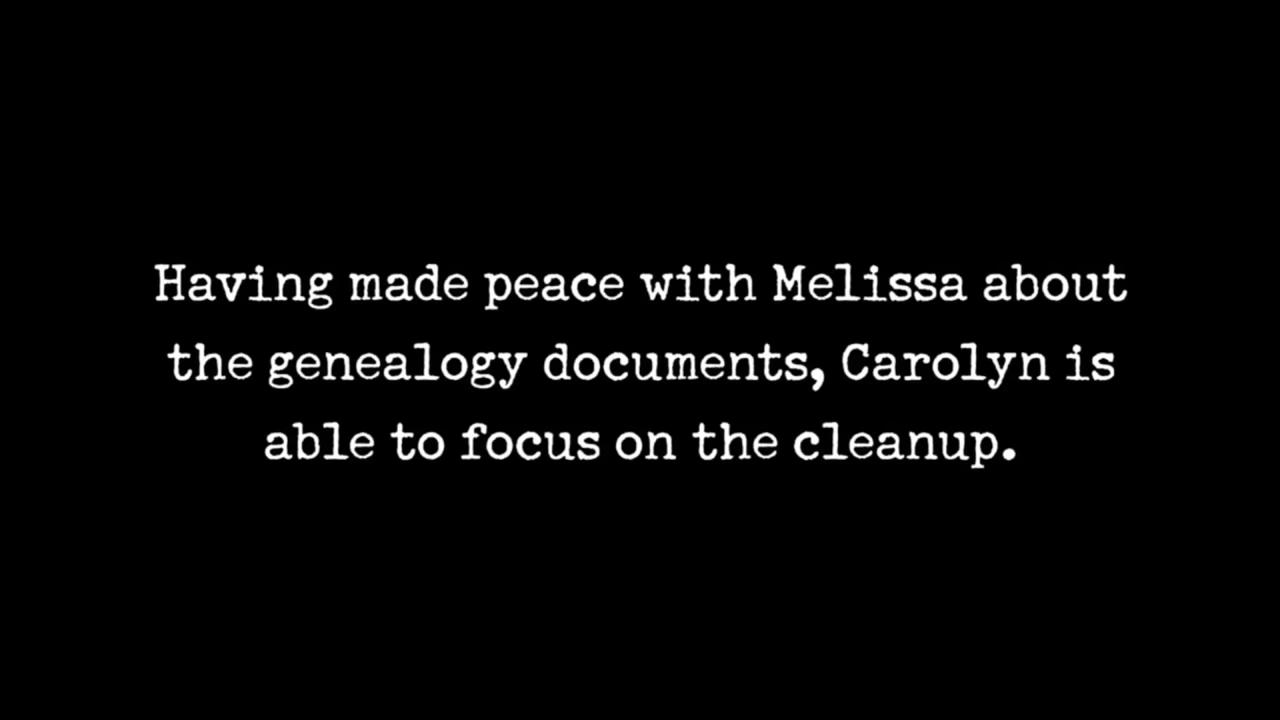 Having made peace with Melissa about
the genealogy documents, Carolyn is
able to focus on the cleanup.